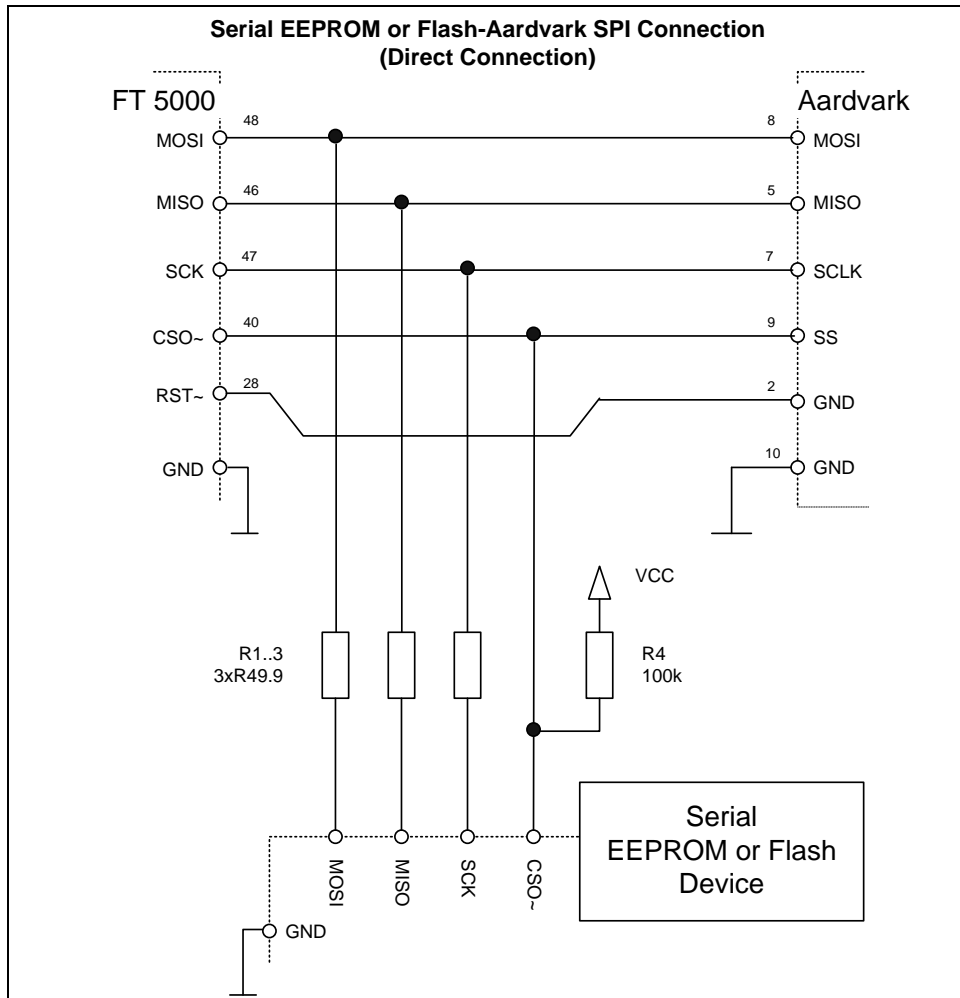 Serial EEPROM or Flash-Aardvark SPI Connection
(Direct Connection)
FT 5000
Aardvark
MOSI
48
8
MOSI
MISO
46
5
MISO
SCK
47
7
SCLK
CSO~
40
9
SS
RST~
28
2
GND
GND
10
GND
VCC
R1..3
3xR49.9
R4
100k
Serial
EEPROM or Flash
Device
MOSI
MISO
SCK
CSO~
GND